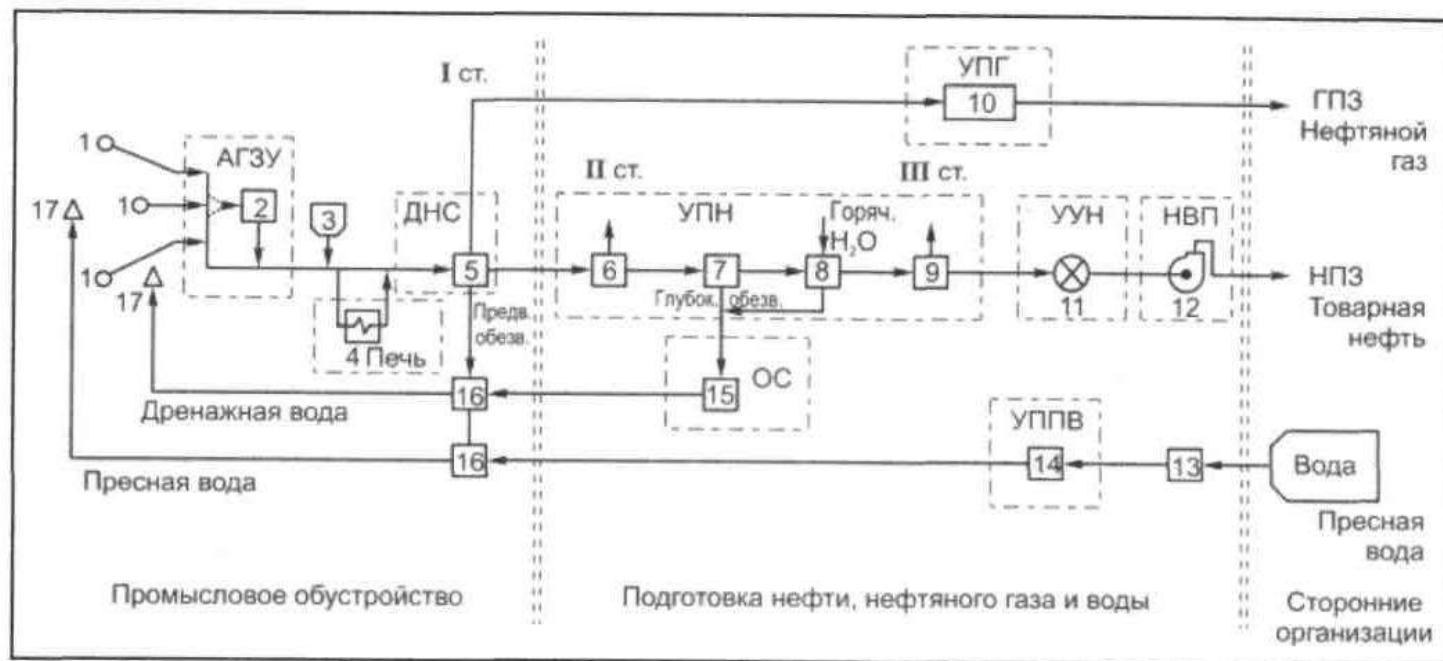 I ст.
УПГ
10
ГПЗ
Нефтяной
газ
1
АГЗУ
II ст.
III ст.
17
1
2
3
ДНС
УПН
Горяч.
H₂O
УУН
НВП
5
6
7
8
9
11
12
НПЗ
Товарная
нефть
1
17
Предв.
обезв.
Глубок. обезв.
4 Печь
ОС
16
15
Дренажная вода
УППВ
16
14
13
Вода
Пресная вода
Пресная
вода
Промысловое обустройство
Подготовка нефти, нефтяного газа и воды
Сторонние
организации